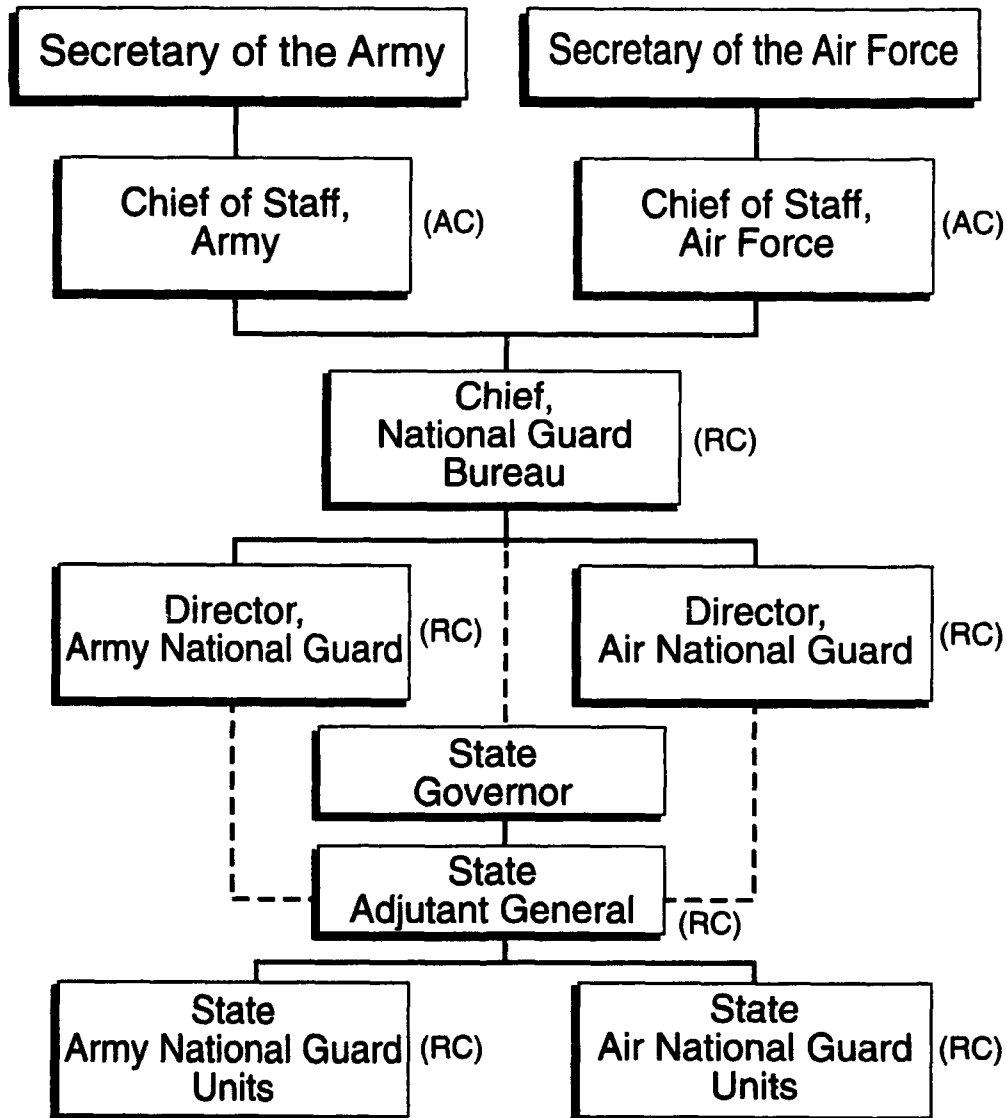 Secretary of the Army
Secretary of the Air Force
Chief of Staff,
Army
(AC)
Chief of Staff,
Air Force
(AC)
Chief,
National Guard
Bureau
(RC)
Director,
Army National Guard
(RC)
Director,
Air National Guard
(RC)
State
Governor
State
Adjutant General
(RC)
State
Army National Guard
Units
(RC)
State
Air National Guard
Units
(RC)